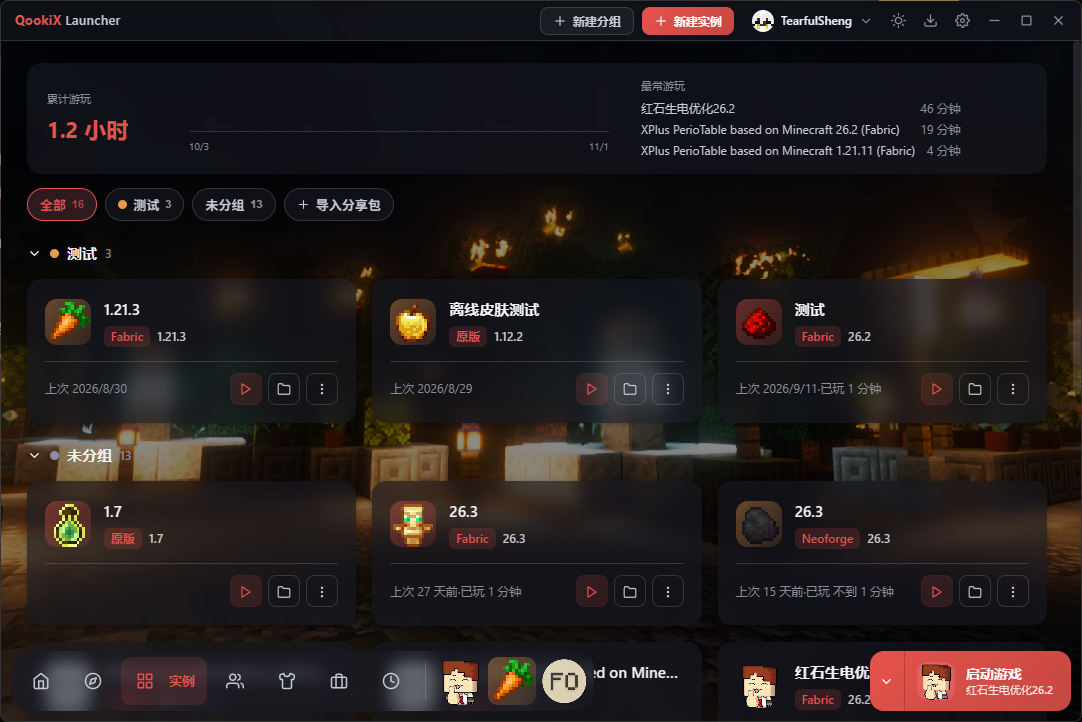 QookiX Launcher
新建分组
新建实例
TearfulSheng
累计游玩
1.2 小时
10/3
11/1
最常游玩
红石生电优化26.2 46 分钟
XPlus PerioTable based on Minecraft 26.2 (Fabric) 19 分钟
XPlus PerioTable based on Minecraft 1.21.11 (Fabric) 4 分钟
全部 16
测试 3
未分组 13
导入分享包
测试 3
1.21.3
Fabric 1.21.3
上次 2026/8/30
离线皮肤测试
原版 1.12.2
上次 2026/8/29
测试
Fabric 26.2
上次 2026/9/11·已玩 1 分钟
未分组 13
1.7
原版 1.7
26.3
Fabric 26.3
上次 27 天前·已玩 1 分钟
26.3
Neoforge 26.3
上次 15 天前·已玩 不到 1 分钟
实例
FO
ed on Mine...
红石生电优
Fabric 26.2
启动游戏
红石生电优化26.2